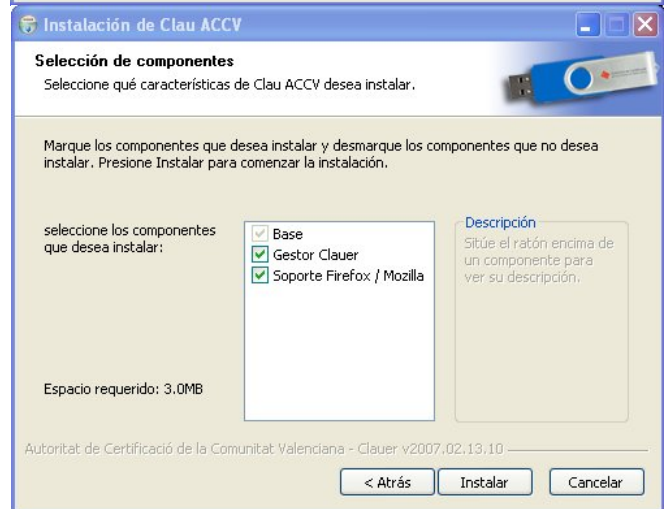 Instalación de Clau ACCV
Selección de componentes
Seleccione qué características de Clau ACCV desea instalar.
Marque los componentes que desea instalar y desmarque los componentes que no desea
instalar. Presione Instalar para comenzar la instalación.
seleccione los componentes
que desea instalar:
Base
Gestor Clauer
Soporte Firefox / Mozilla
Descripción
Sitúe el ratón encima de
un componente para
ver su descripción.
Espacio requerido: 3.0MB
Autoritat de Certificació de la Comunitat Valenciana - Clauer v2007.02.13.10
< Atrás
Instalar
Cancelar